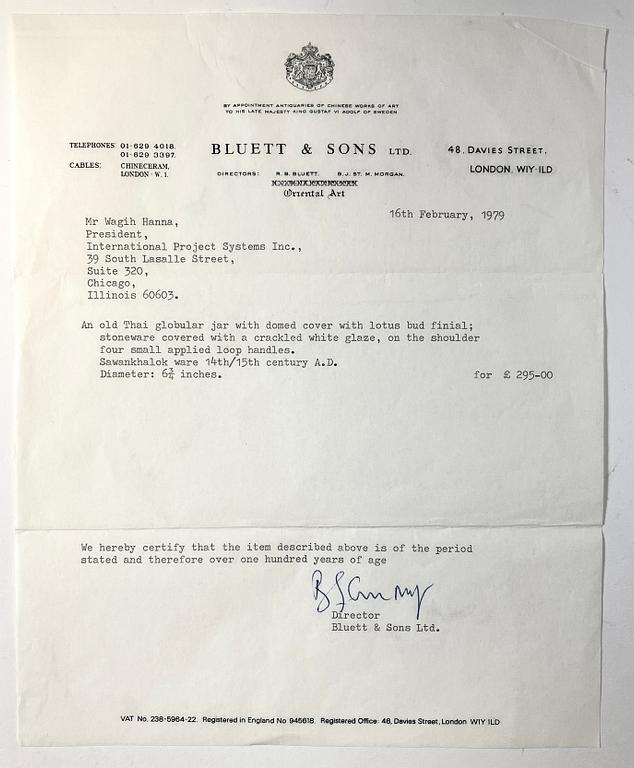 BY APPOINTMENT ANTIQUARIES OF CHINESE WORKS OF ART
TO HIS LATE MAJESTY KING GUSTAF VI ADOLF OF SWEDEN
TELEPHONES: 01-629 4018.
01-629 3397.
CABLES: CHINECERAM,
LONDON · W. 1.
BLUETT & SONS LTD.
DIRECTORS: R. B. BLUETT. B. J. ST. M. MORGAN.
Oriental Art
48, DAVIES STREET,
LONDON, W1Y·1LD
16th February, 1979
Mr Wagih Hanna,
President,
International Project Systems Inc.,
39 South Lasalle Street,
Suite 320,
Chicago,
Illinois 60603.
An old Thai globular jar with domed cover with lotus bud finial;
stoneware covered with a crackled white glaze, on the shoulder
four small applied loop handles.
Sawankhalok ware 14th/15th century A.D.
Diameter: 6¾ inches. for £ 295-00
We hereby certify that the item described above is of the period
stated and therefore over one hundred years of age
Director
Bluett & Sons Ltd.
VAT No. 238-5964-22. Registered in England No 945618. Registered Office: 48, Davies Street, London W1Y 1LD